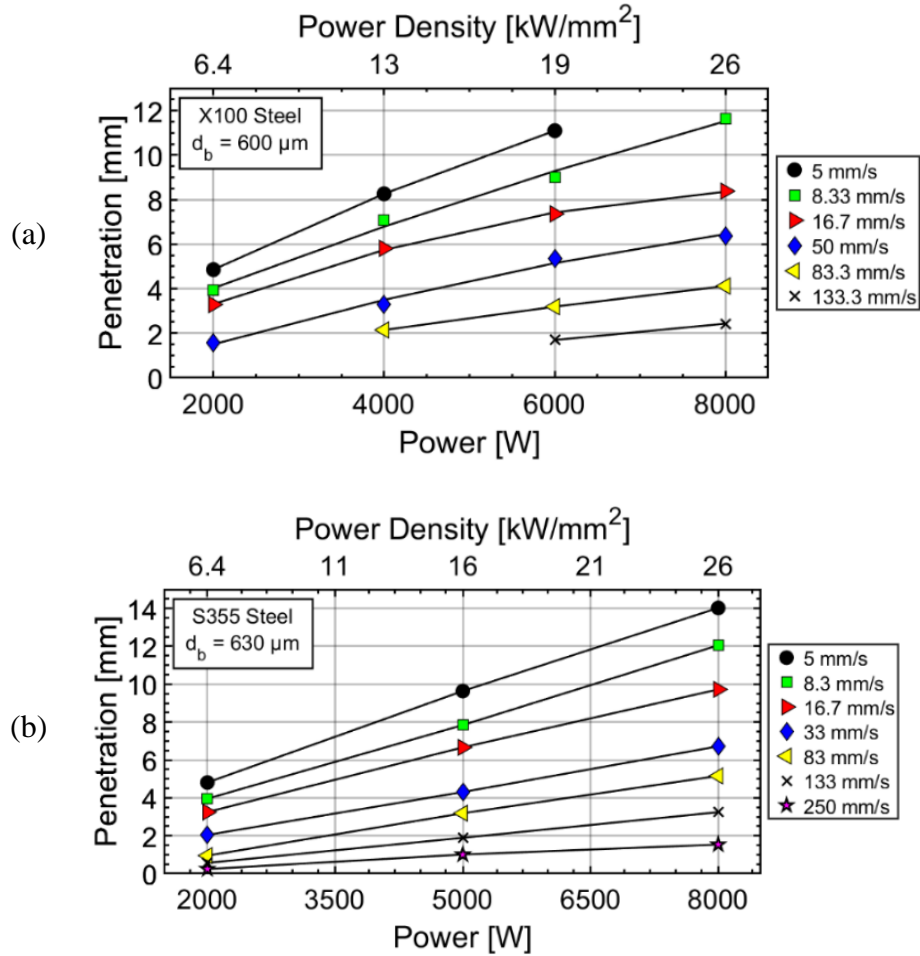 Power Density [kW/mm²]
6.4 13 19 26
X100 Steel
d_b = 600 µm
12
10
8
6
4
2
0
Penetration [mm]
2000 4000 6000 8000
Power [W]
5 mm/s
8.33 mm/s
16.7 mm/s
50 mm/s
83.3 mm/s
133.3 mm/s
(a)
Power Density [kW/mm²]
6.4 11 16 21 26
S355 Steel
d_b = 630 µm
14
12
10
8
6
4
2
0
Penetration [mm]
2000 3500 5000 6500 8000
Power [W]
5 mm/s
8.3 mm/s
16.7 mm/s
33 mm/s
83 mm/s
133 mm/s
250 mm/s
(b)